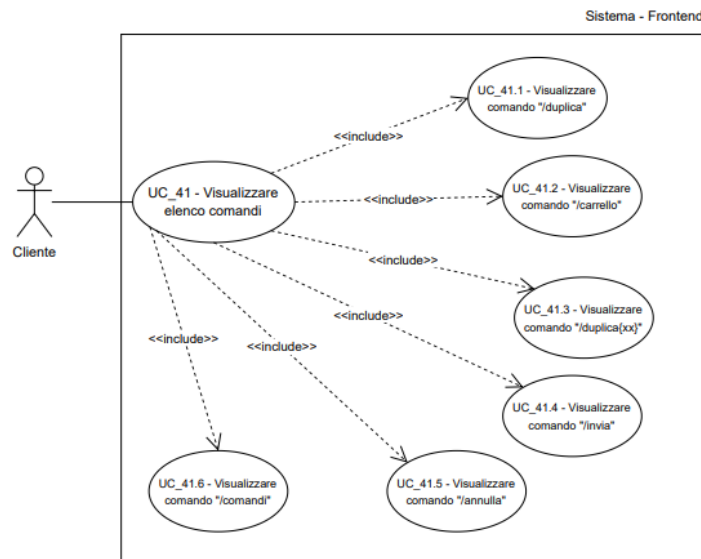 Sistema - Frontend
UC_41.1 - Visualizzare
comando "/duplica"
<<include>>
UC_41 - Visualizzare
elenco comandi
<<include>>
UC_41.2 - Visualizzare
comando "/carrello"
Cliente
<<include>>
UC_41.3 - Visualizzare
comando "/duplica{xx}"
<<include>>
<<include>>
<<include>>
UC_41.4 - Visualizzare
comando "/invia"
UC_41.6 - Visualizzare
comando "/comandi"
UC_41.5 - Visualizzare
comando "/annulla"